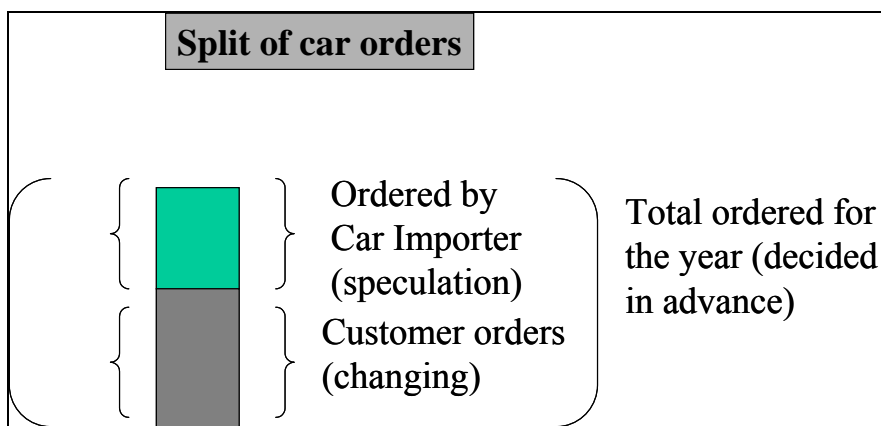 Split of car orders
Ordered by
Car Importer
(speculation)
Customer orders
(changing)
Total ordered for
the year (decided
in advance)